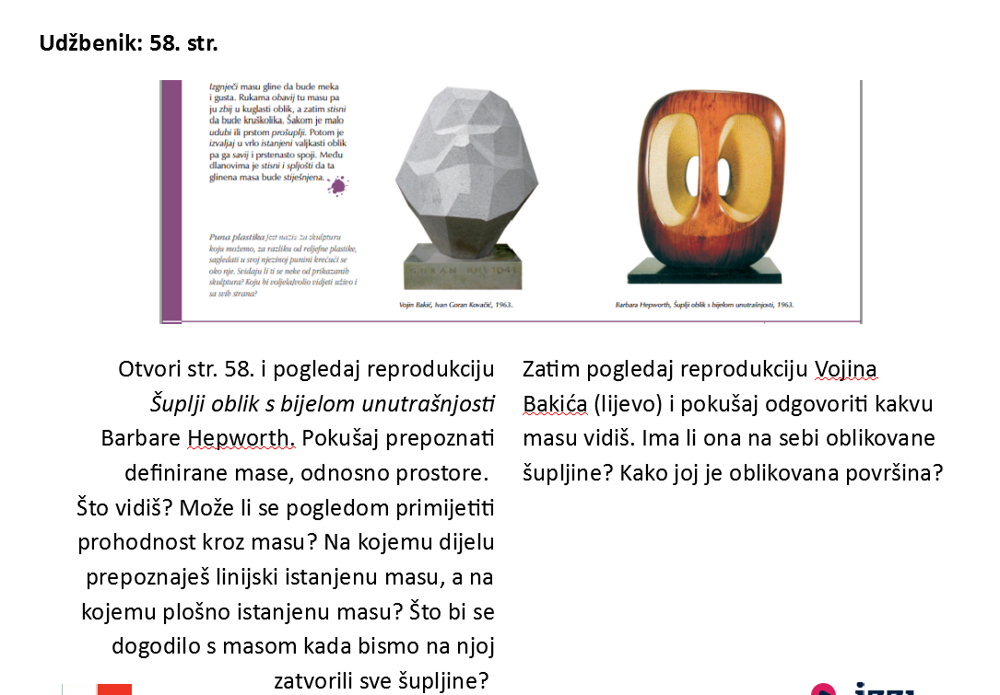 Udžbenik: 58. str.
Izgnječi masu gline da bude meka
i gusta. Rukama obavij tu masu pa
ju zbij u kuglasti oblik, a zatim stisni
da bude kruškolika. Šakom je malo
udubi ili prstom prošuplji. Potom je
izvaljaj u vrlo istanjeni valjkasti oblik
pa ga savij i prstenasto spoji. Među
dlanovima je stisni i spljošti da ta
glinena masa bude stiješnjena.
Puna plastika jest naziv za skulpturu
koju možemo, za razliku od reljefne plastike,
sagledati u svoj njezinoj punini krećući se
oko nje. Sviđaju li ti se neke od prikazanih
skulptura? Koju bi voljela/volio vidjeti uživo i
sa svih strana?
Vojin Bakić, Ivan Goran Kovačić, 1963.
Barbara Hepworth, Šuplji oblik s bijelom unutrašnjosti, 1963.
Otvori str. 58. i pogledaj reprodukciju
Šuplji oblik s bijelom unutrašnjosti
Barbare Hepworth. Pokušaj prepoznati
definirane mase, odnosno prostore.
Što vidiš? Može li se pogledom primijetiti
prohodnost kroz masu? Na kojemu dijelu
prepoznaješ linijski istanjenu masu, a na
kojemu plošno istanjenu masu? Što bi se
dogodilo s masom kada bismo na njoj
zatvorili sve šupljine?
Zatim pogledaj reprodukciju Vojina
Bakića (lijevo) i pokušaj odgovoriti kakvu
masu vidiš. Ima li ona na sebi oblikovane
šupljine? Kako joj je oblikovana površina?